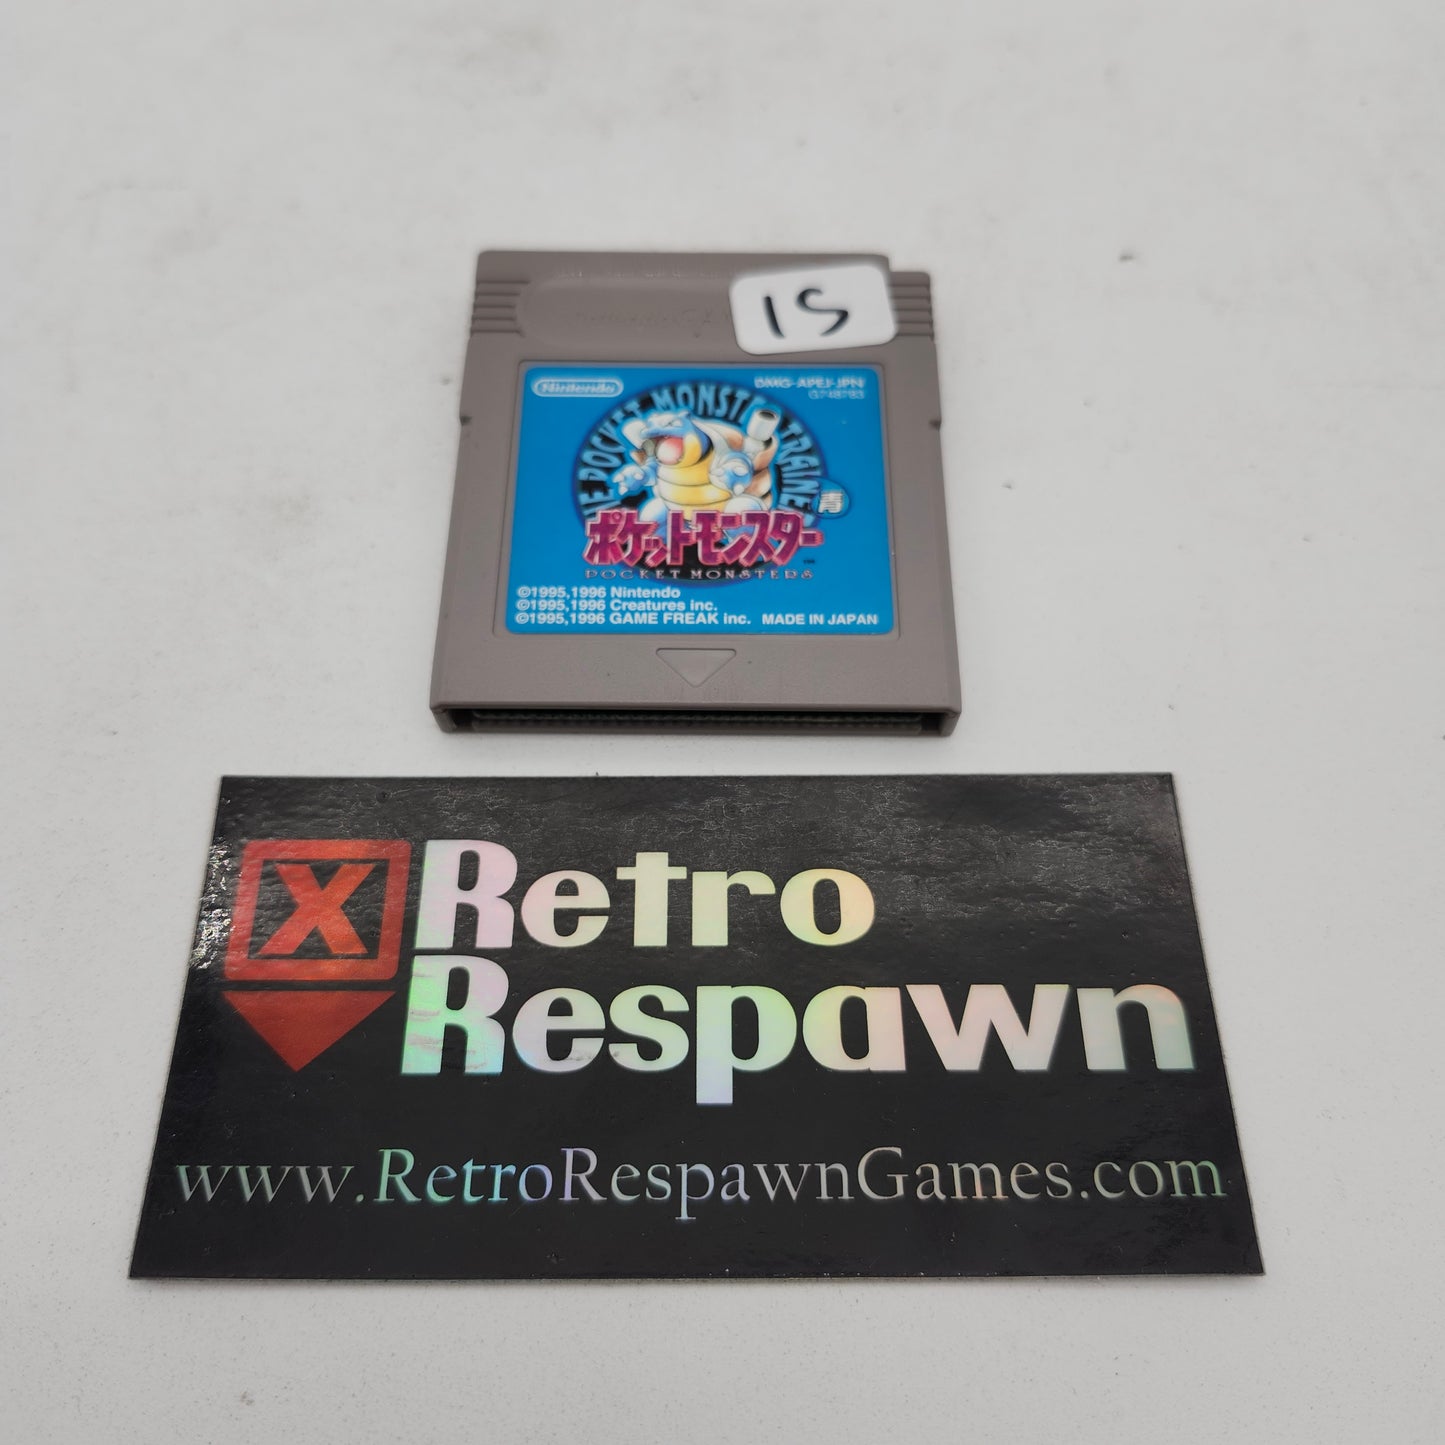 15
Nintendo
DMG-APEJ-JPN
THE POCKET MONSTER TRAINER
青
ポケットモンスター
POCKET MONSTERS
©1995,1996 Nintendo
©1995,1996 Creatures inc.
©1995,1996 GAME FREAK inc. MADE IN JAPAN
X Retro
Respawn
www.RetroRespawnGames.com